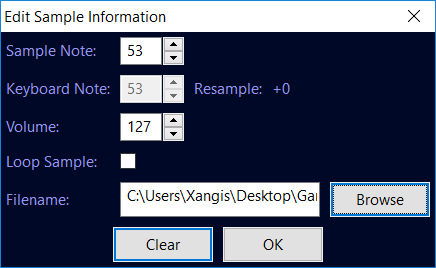 Edit Sample Information
Sample Note: 53
Keyboard Note: 53 Resample: +0
Volume: 127
Loop Sample:
Filename: C:\Users\Xangis\Desktop\Gar Browse
Clear OK